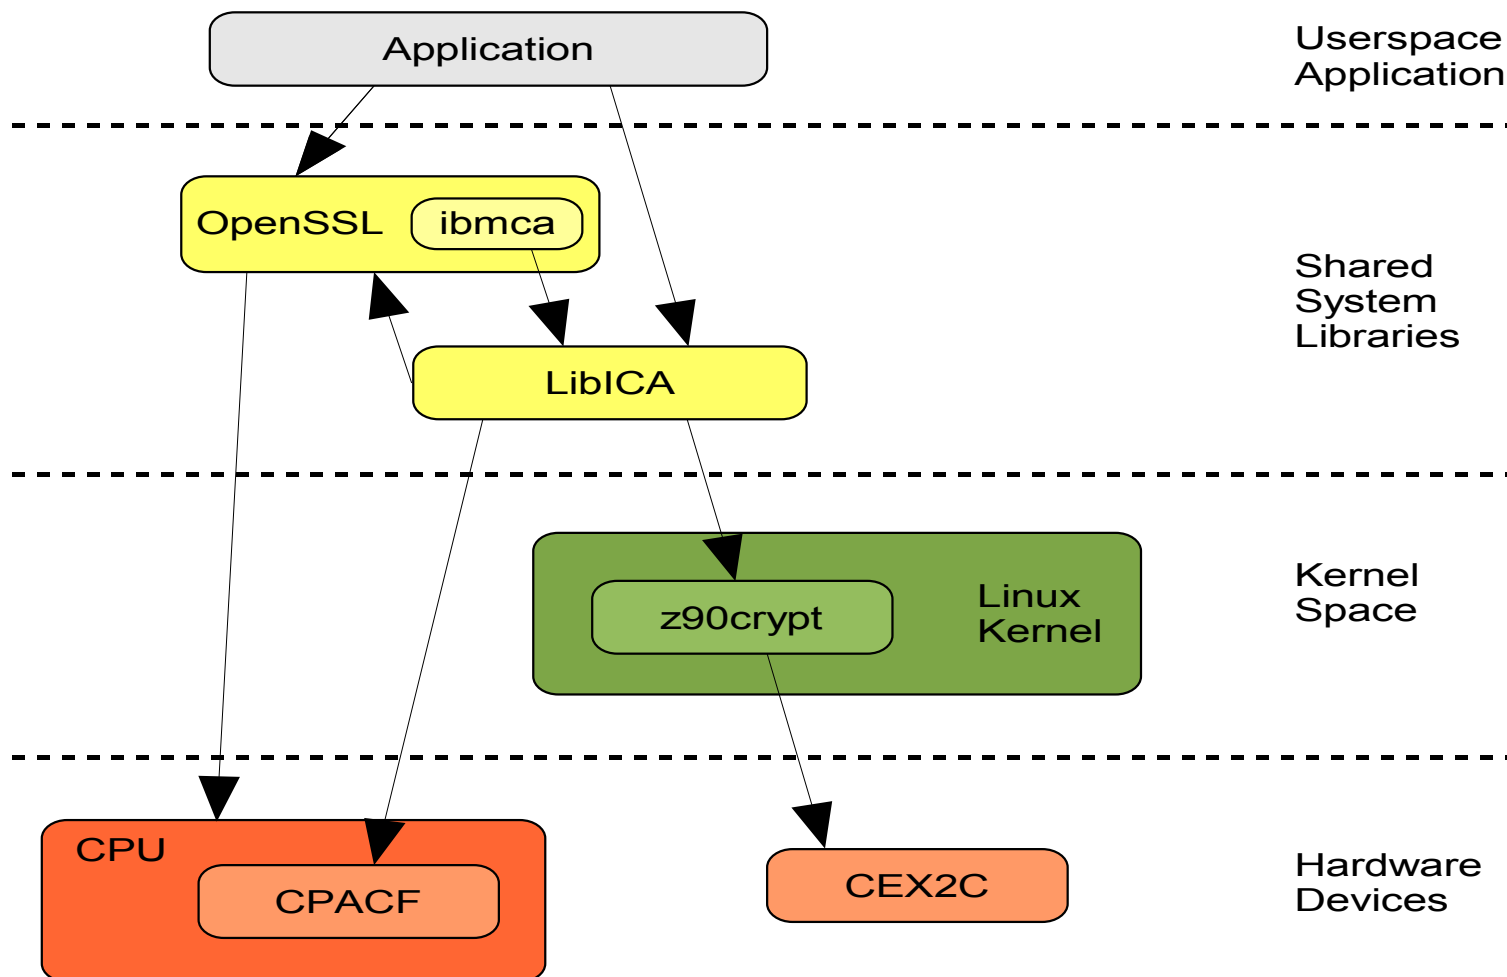 Application
Userspace
Application
OpenSSL
ibmca
Shared
System
Libraries
LibICA
Kernel
Space
z90crypt
Linux
Kernel
CPU
CPACF
CEX2C
Hardware
Devices